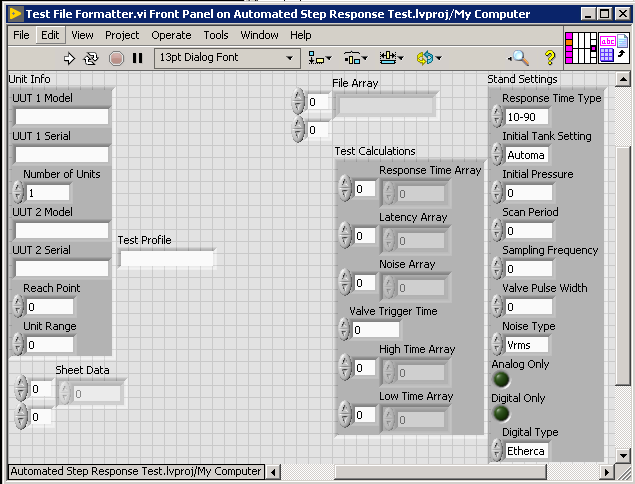 Test File Formatter.vi Front Panel on Automated Step Response Test.lvproj/My Computer
File Edit View Project Operate Tools Window Help
13pt Dialog Font
abc
Unit Info
UUT 1 Model
UUT 1 Serial
Number of Units
1
UUT 2 Model
UUT 2 Serial
Reach Point
0
Unit Range
0
Sheet Data
0
0
0
Test Profile
File Array
0
0
Test Calculations
Response Time Array
0
0
Latency Array
0
0
Noise Array
0
0
Valve Trigger Time
0
High Time Array
0
0
Low Time Array
0
0
Stand Settings
Response Time Type
10-90
Initial Tank Setting
Automa
Initial Pressure
0
Scan Period
0
Sampling Frequency
0
Valve Pulse Width
0
Noise Type
Vrms
Analog Only
Digital Only
Digital Type
Etherca
Automated Step Response Test.lvproj/My Computer